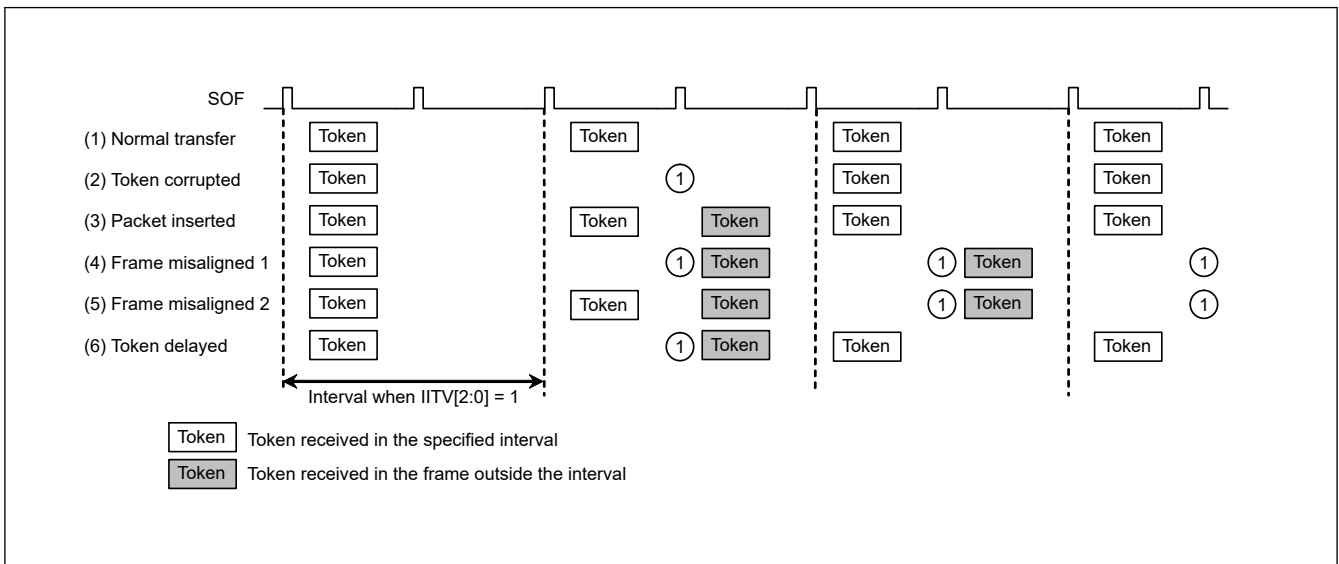 SOF
(1) Normal transfer Token Token Token Token
(2) Token corrupted Token 1 Token Token
(3) Packet inserted Token Token Token Token Token
(4) Frame misaligned 1 Token 1 Token 1 Token 1
(5) Frame misaligned 2 Token Token Token 1 Token 1
(6) Token delayed Token 1 Token Token Token
Interval when IITV[2:0] = 1
Token Token received in the specified interval
Token Token received in the frame outside the interval